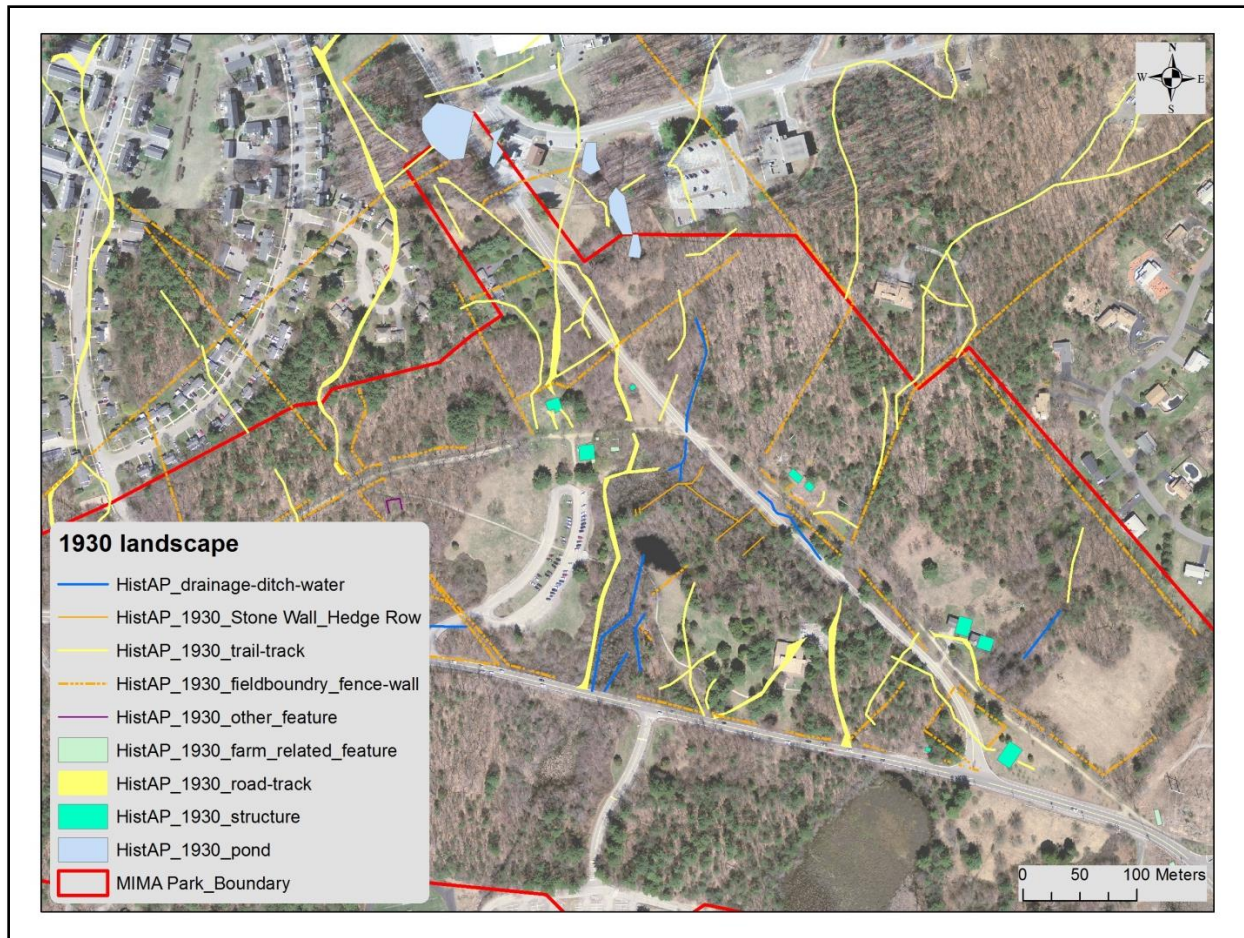 N
W E
S
1930 landscape
HistAP_drainage-ditch-water
HistAP_1930_Stone Wall_Hedge Row
HistAP_1930_trail-track
HistAP_1930_fieldboundry_fence-wall
HistAP_1930_other_feature
HistAP_1930_farm_related_feature
HistAP_1930_road-track
HistAP_1930_structure
HistAP_1930_pond
MIMA Park_Boundary
0 50 100 Meters